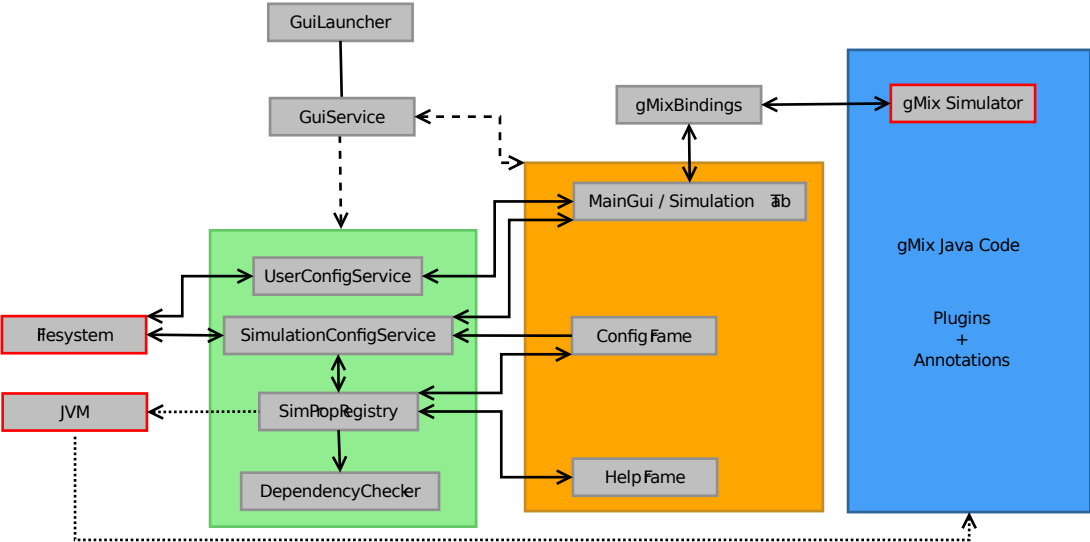 GuiLauncher
GuiService
gMixBindings
gMix Simulator
MainGui / Simulation Tab
gMix Java Code
UserConfigService
Filesystem
SimulationConfigService
ConfigFrame
Plugins
+
Annotations
JVM
SimPropRegistry
HelpFrame
DependencyChecker